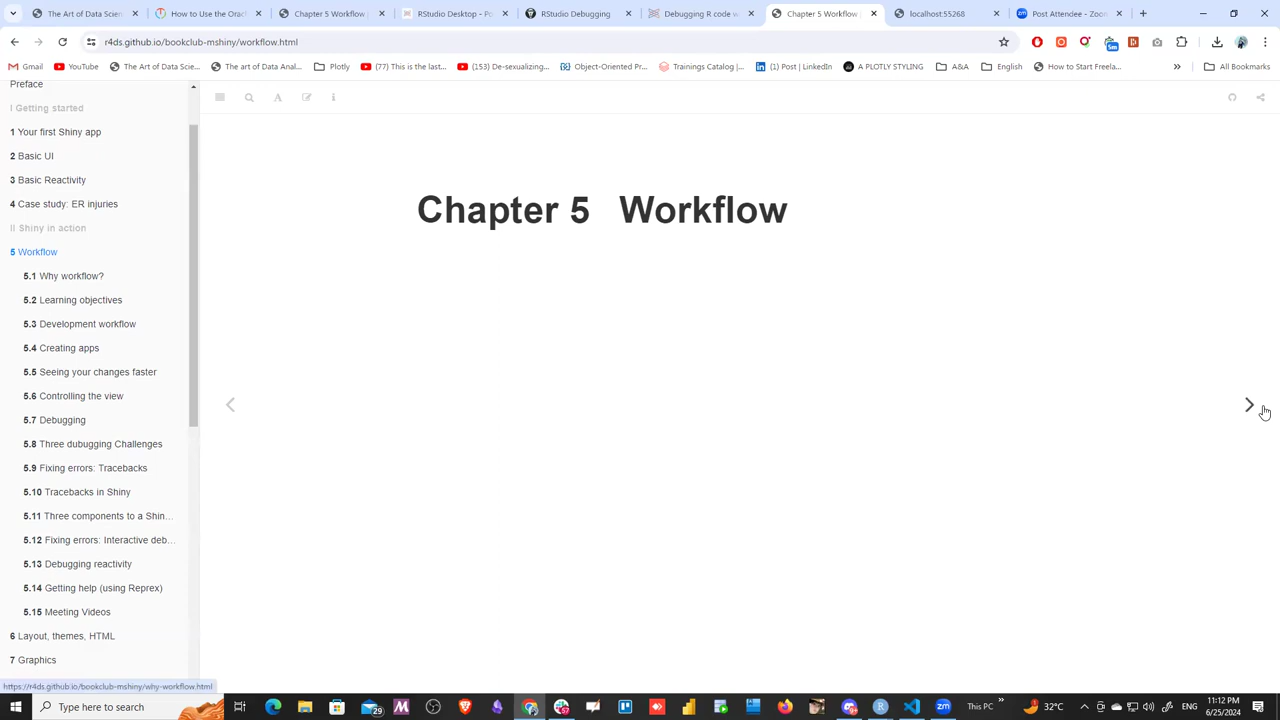 The Art of Data Scie
How to Use the Orac
Chapter 5 Workflow
RStudio Desktop - Po
RStudio Debugging
Debugging R code w
Chapter 5 Workflow
localhost:55268
Post Attendee - Zoo
r4ds.github.io/bookclub-mshiny/workflow.html
Gmail
YouTube
The Art of Data Scie...
The art of Data Anal...
Plotly
(77) This is the last...
(153) De-sexualizing...
Object-Oriented Pr...
Trainings Catalog |...
(1) Post | LinkedIn
A PLOTLY STYLING
A&A
English
How to Start Freela...
»
All Bookmarks
Preface
I Getting started
1 Your first Shiny app
2 Basic UI
3 Basic Reactivity
4 Case study: ER injuries
II Shiny in action
5 Workflow
5.1 Why workflow?
5.2 Learning objectives
5.3 Development workflow
5.4 Creating apps
5.5 Seeing your changes faster
5.6 Controlling the view
5.7 Debugging
5.8 Three dubugging Challenges
5.9 Fixing errors: Tracebacks
5.10 Tracebacks in Shiny
5.11 Three components to a Shin...
5.12 Fixing errors: Interactive deb...
5.13 Debugging reactivity
5.14 Getting help (using Reprex)
5.15 Meeting Videos
6 Layout, themes, HTML
7 Graphics
Chapter 5 Workflow
https://r4ds.github.io/bookclub-mshiny/why-workflow.html
Type here to search
29
57
This PC
32°C
ENG
11:12 PM
6/25/2024